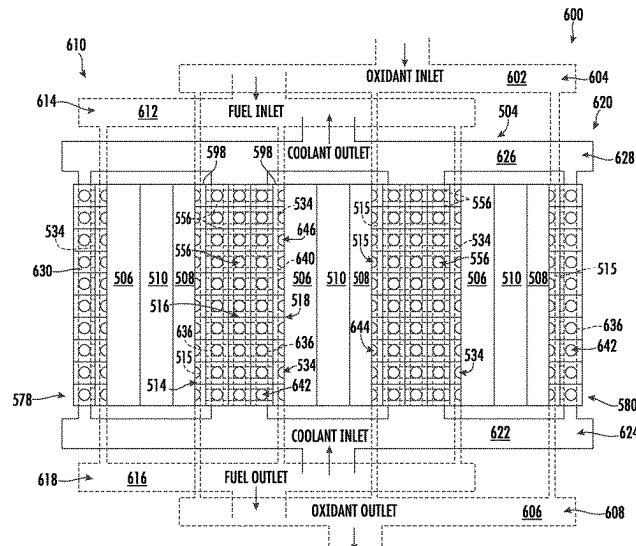 600
610
OXIDANT INLET 602 604
614 612 FUEL INLET
504 620
COOLANT OUTLET 626 628
598 598
534 556 534 515 556
630 556 646 515 534 556
506 510 508 640 506 510 508 506 510 508 515
516 518
636 636 644 636
515 534 534 642
514 642
578 580
COOLANT INLET 622 624
618 616 FUEL OUTLET
OXIDANT OUTLET 606 608